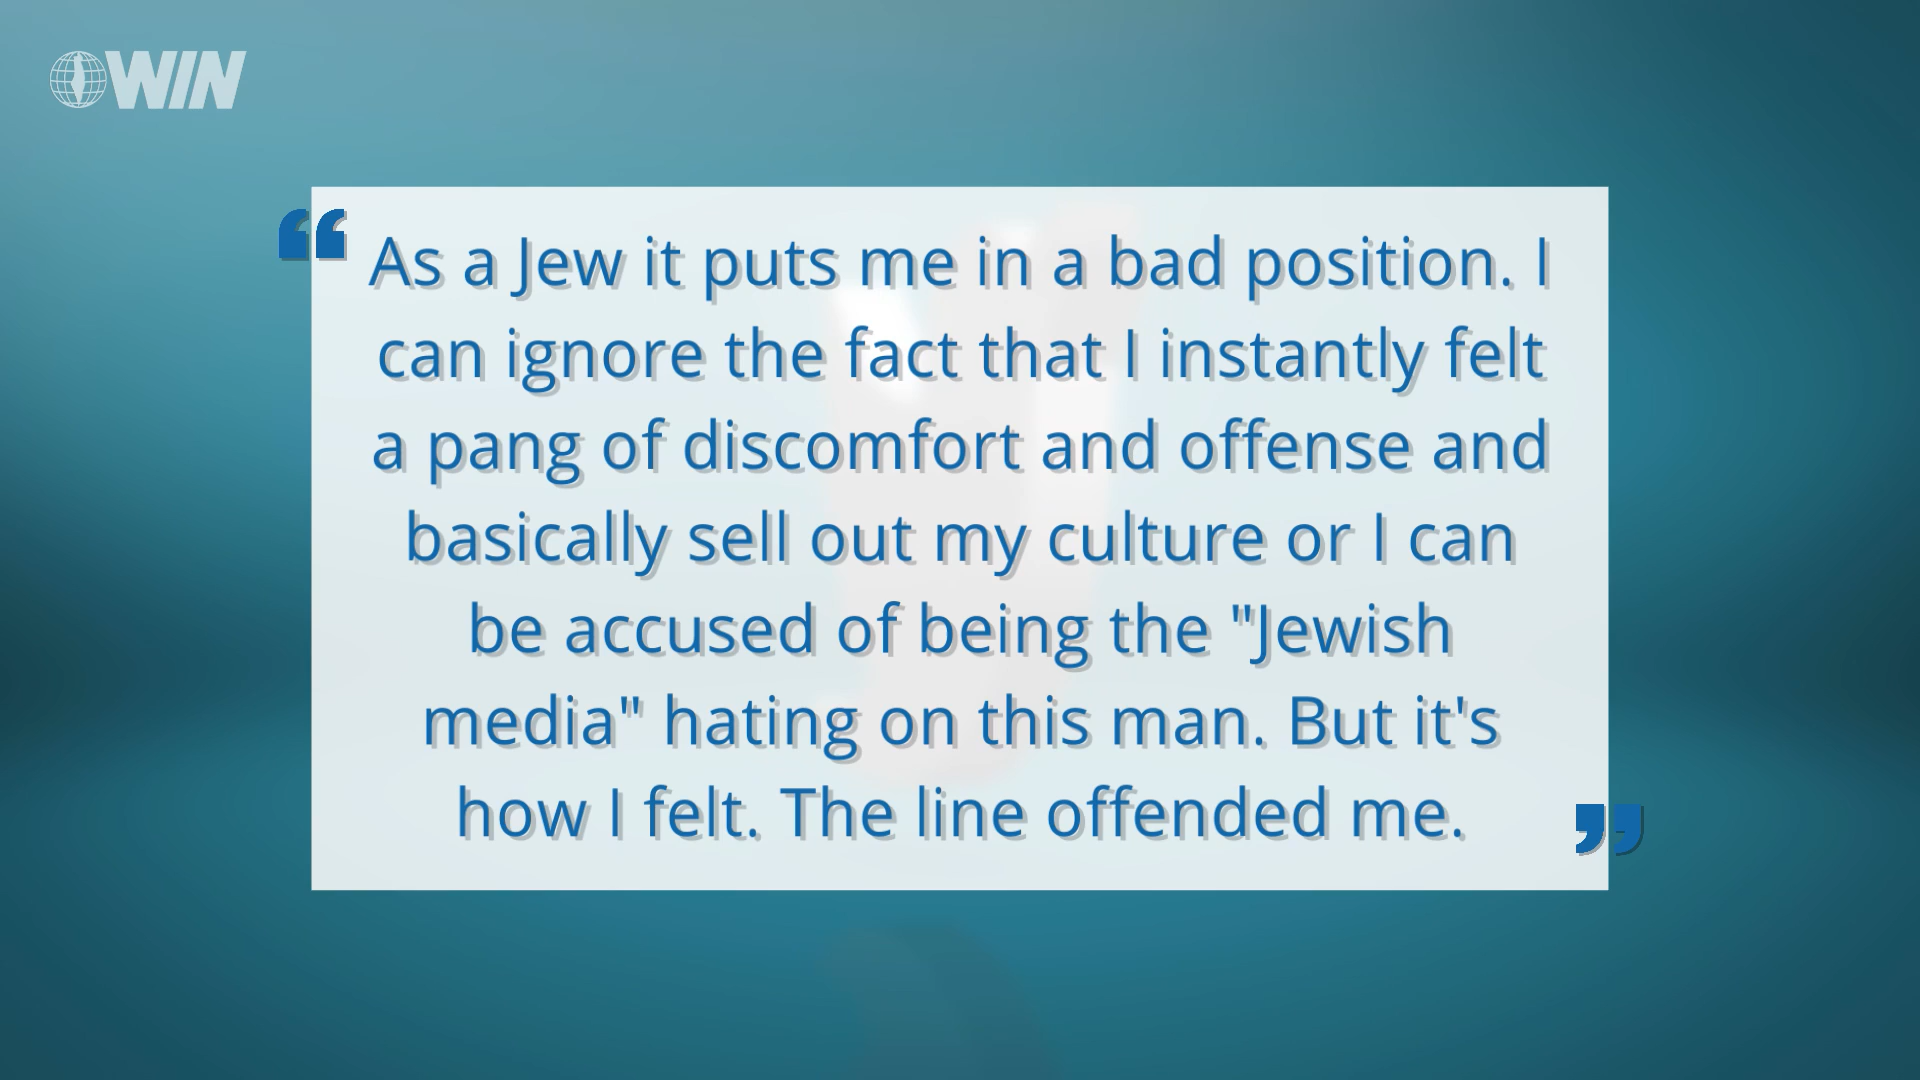 WIN
“ As a Jew it puts me in a bad position. I
can ignore the fact that I instantly felt
a pang of discomfort and offense and
basically sell out my culture or I can
be accused of being the "Jewish
media" hating on this man. But it's
how I felt. The line offended me. ”